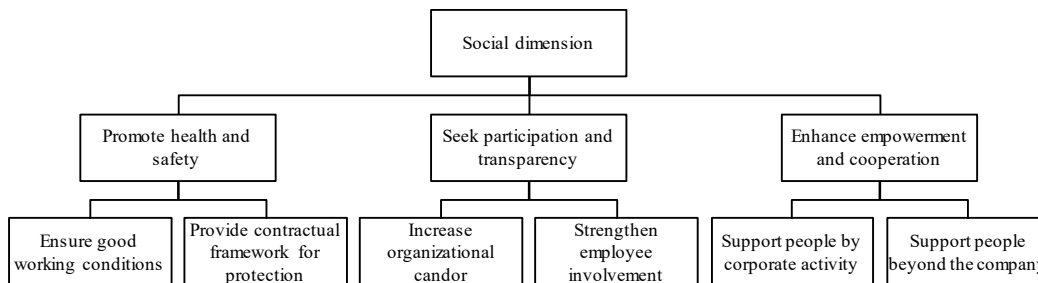 Social dimension
Promote health and
safety
Seek participation and
transparency
Enhance empowerment
and cooperation
Ensure good
working conditions
Provide contractual
framework for
protection
Increase
organizational
candor
Strengthen
employee
involvement
Support people by
corporate activity
Support people
beyond the company